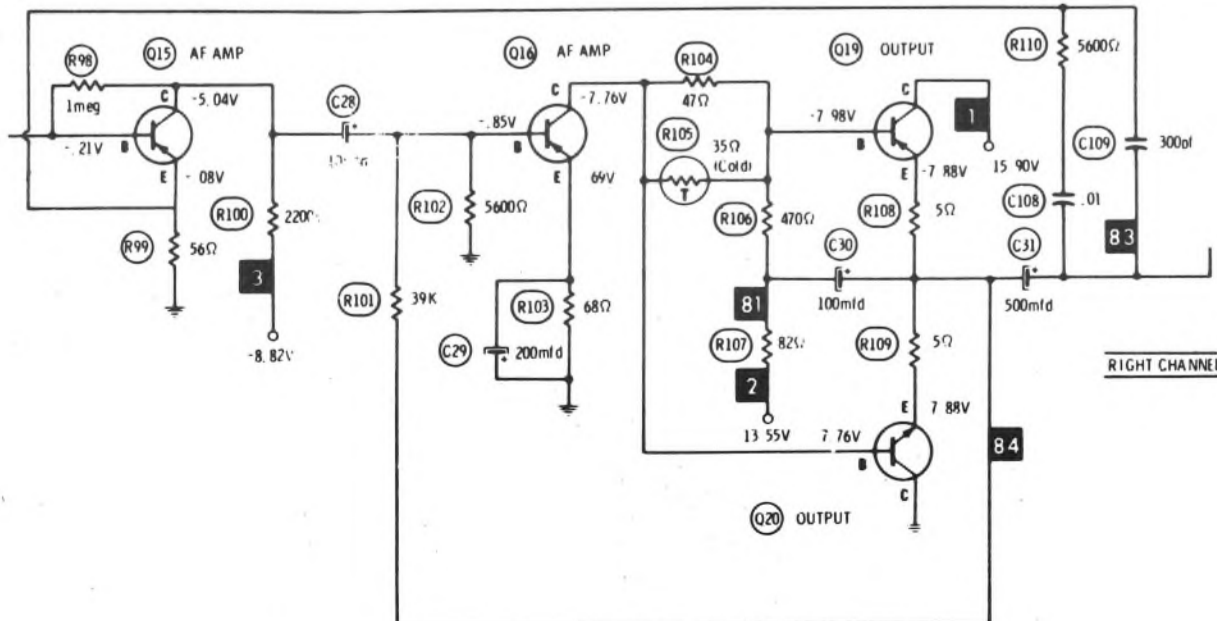 Q15 AF AMP
R98
1meg
C
-5.04V
-.21V
B
E
-.08V
R99
56Ω
R100
3
-8.82V
C28
R101
39K
R102
5600Ω
Q16 AF AMP
C
-7.76V
-.85V
B
E
69V
R103
68Ω
C29
200mfd
R104
47Ω
R105
35Ω
(Cold)
T
R106
470Ω
81
R107
82Ω
2
13 55V
C30
100mfd
Q19 OUTPUT
C
-7 98V
B
E
-7 88V
1
15 90V
R108
5Ω
R109
5Ω
C31
500mfd
E
7 88V
7 76V
B
C
Q20 OUTPUT
84
R110
5600Ω
C108
.01
C109
300pf
83
RIGHT CHANNEL